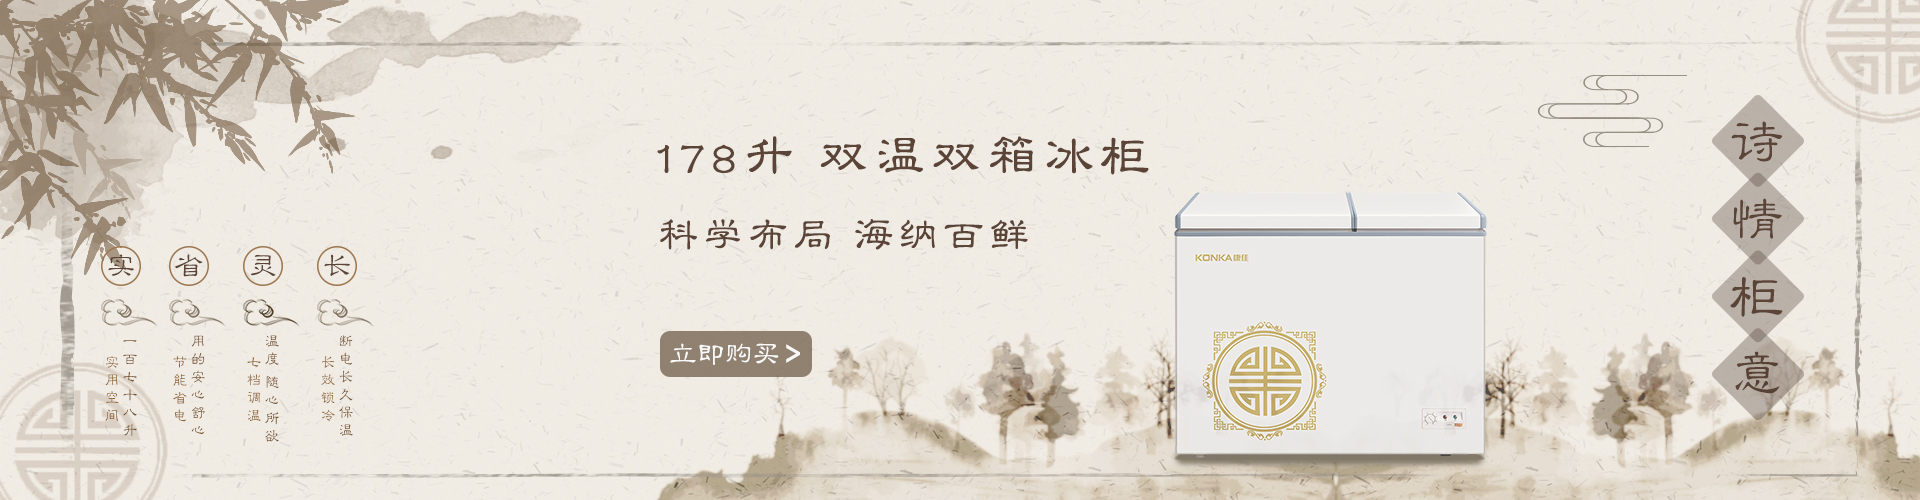 178升 双温双箱冰柜
科学布局 海纳百鲜
立即购买 >
KONKA康佳
诗情柜意
实
一百七十八升
实用空间
省
用的安心舒心
节能省电
灵
温度 随心所欲
七档调温
长
断电长久保温
长效锁冷